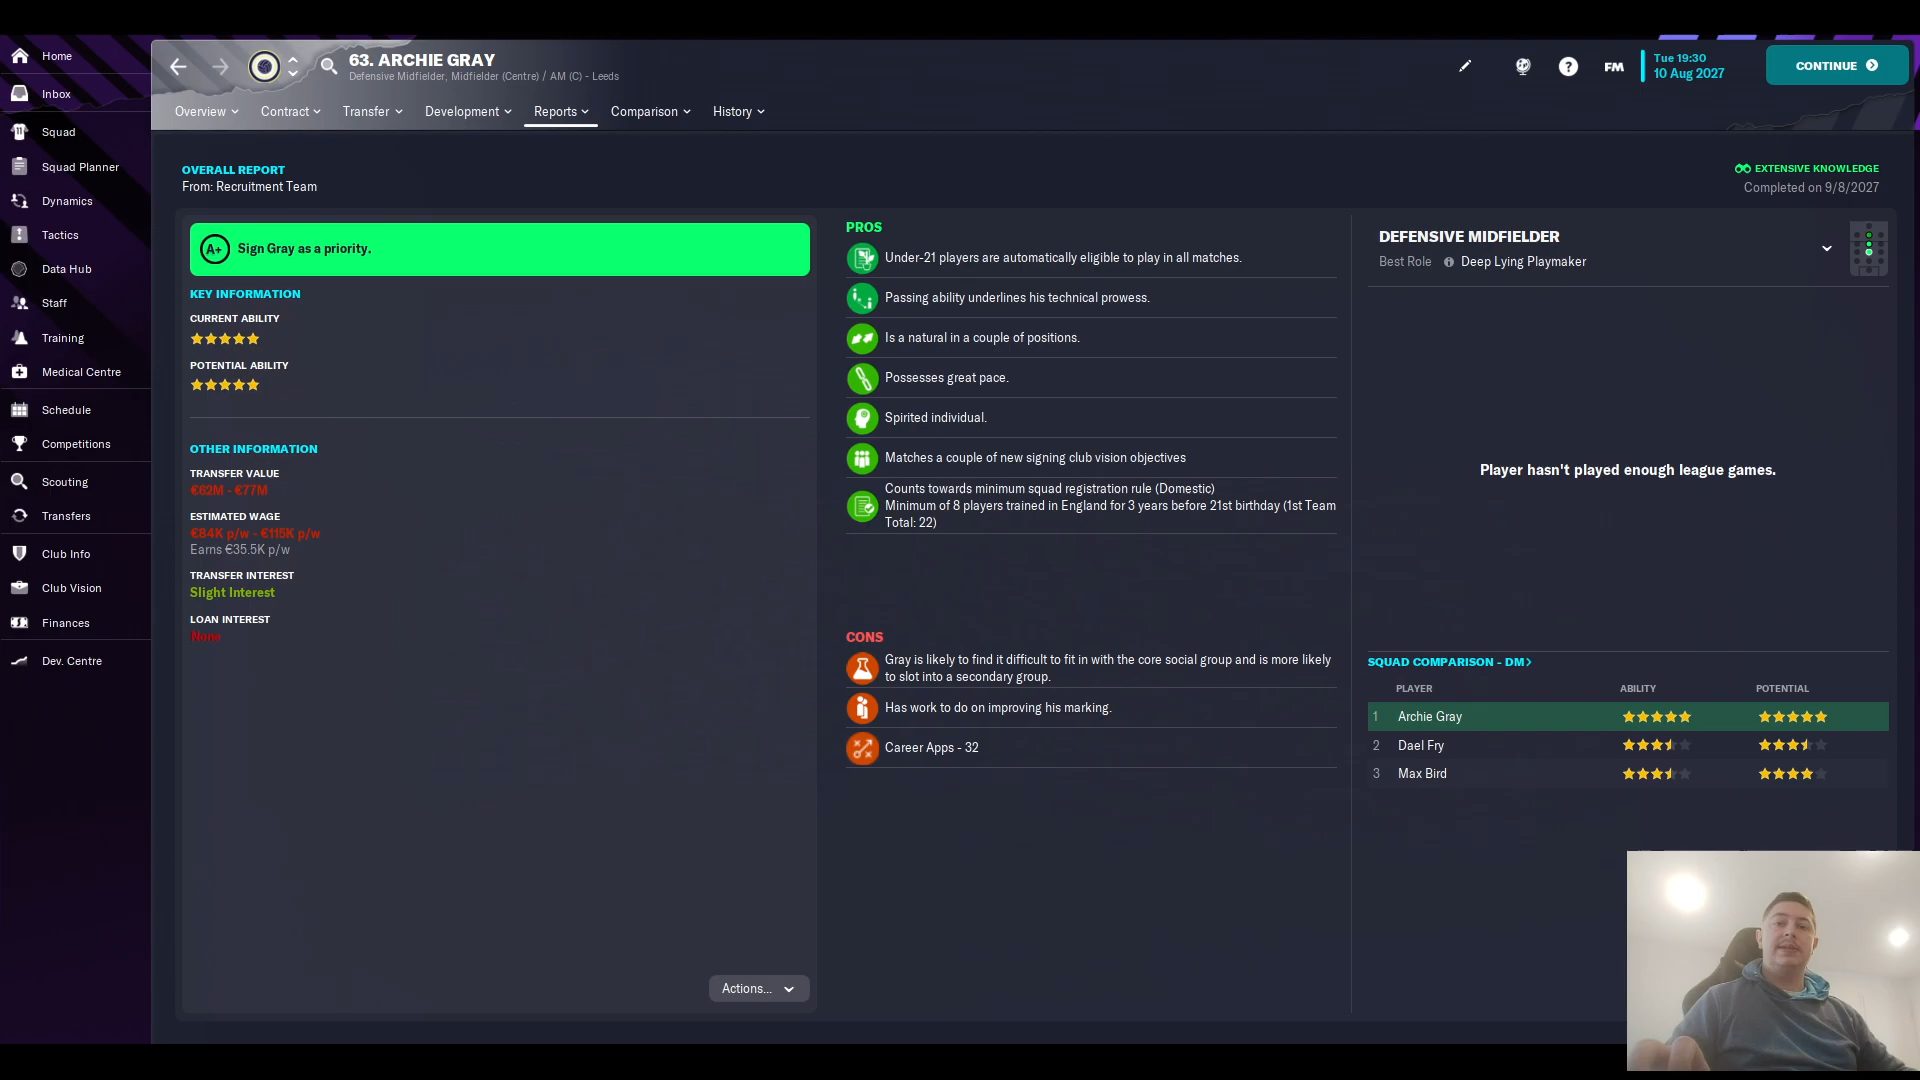 Home
Inbox
Squad
Squad Planner
Dynamics
Tactics
Data Hub
Staff
Training
Medical Centre
Schedule
Competitions
Scouting
Transfers
Club Info
Club Vision
Finances
Dev. Centre
63. ARCHIE GRAY
Defensive Midfielder, Midfielder (Centre) / AM (C) - Leeds
FM
Tue 19:30
10 Aug 2027
CONTINUE
Overview
Contract
Transfer
Development
Reports
Comparison
History
OVERALL REPORT
From: Recruitment Team
EXTENSIVE KNOWLEDGE
Completed on 9/8/2027
A+ Sign Gray as a priority.
KEY INFORMATION
CURRENT ABILITY
POTENTIAL ABILITY
OTHER INFORMATION
TRANSFER VALUE
€62M - €77M
ESTIMATED WAGE
€84K p/w - €115K p/w
Earns €35.5K p/w
TRANSFER INTEREST
Slight Interest
LOAN INTEREST
None
Actions...
PROS
Under-21 players are automatically eligible to play in all matches.
Passing ability underlines his technical prowess.
Is a natural in a couple of positions.
Possesses great pace.
Spirited individual.
Matches a couple of new signing club vision objectives
Counts towards minimum squad registration rule (Domestic)
Minimum of 8 players trained in England for 3 years before 21st birthday (1st Team
Total: 22)
CONS
Gray is likely to find it difficult to fit in with the core social group and is more likely
to slot into a secondary group.
Has work to do on improving his marking.
Career Apps - 32
DEFENSIVE MIDFIELDER
Best Role Deep Lying Playmaker
Player hasn't played enough league games.
SQUAD COMPARISON - DM
PLAYER ABILITY POTENTIAL
1 Archie Gray
2 Dael Fry
3 Max Bird